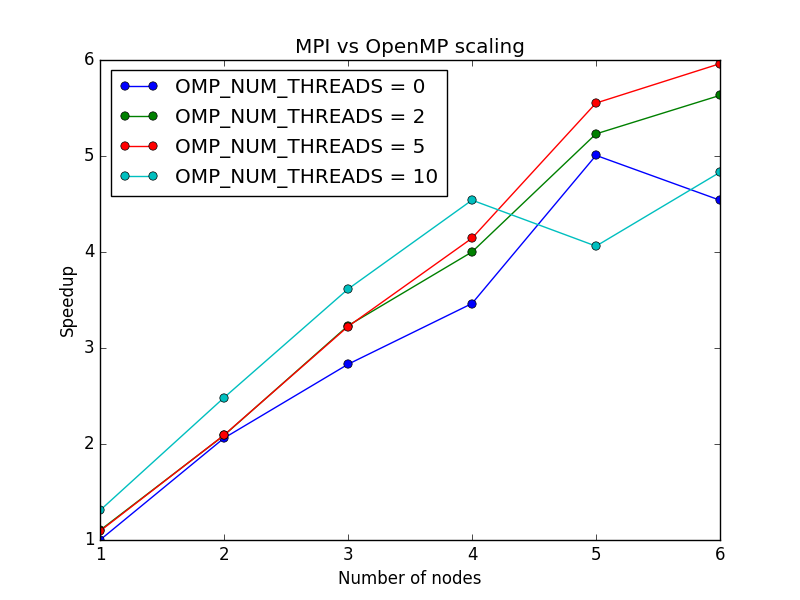 MPI vs OpenMP scaling
6
5
4
3
2
1
Speedup
OMP_NUM_THREADS = 0
OMP_NUM_THREADS = 2
OMP_NUM_THREADS = 5
OMP_NUM_THREADS = 10
1 2 3 4 5 6
Number of nodes